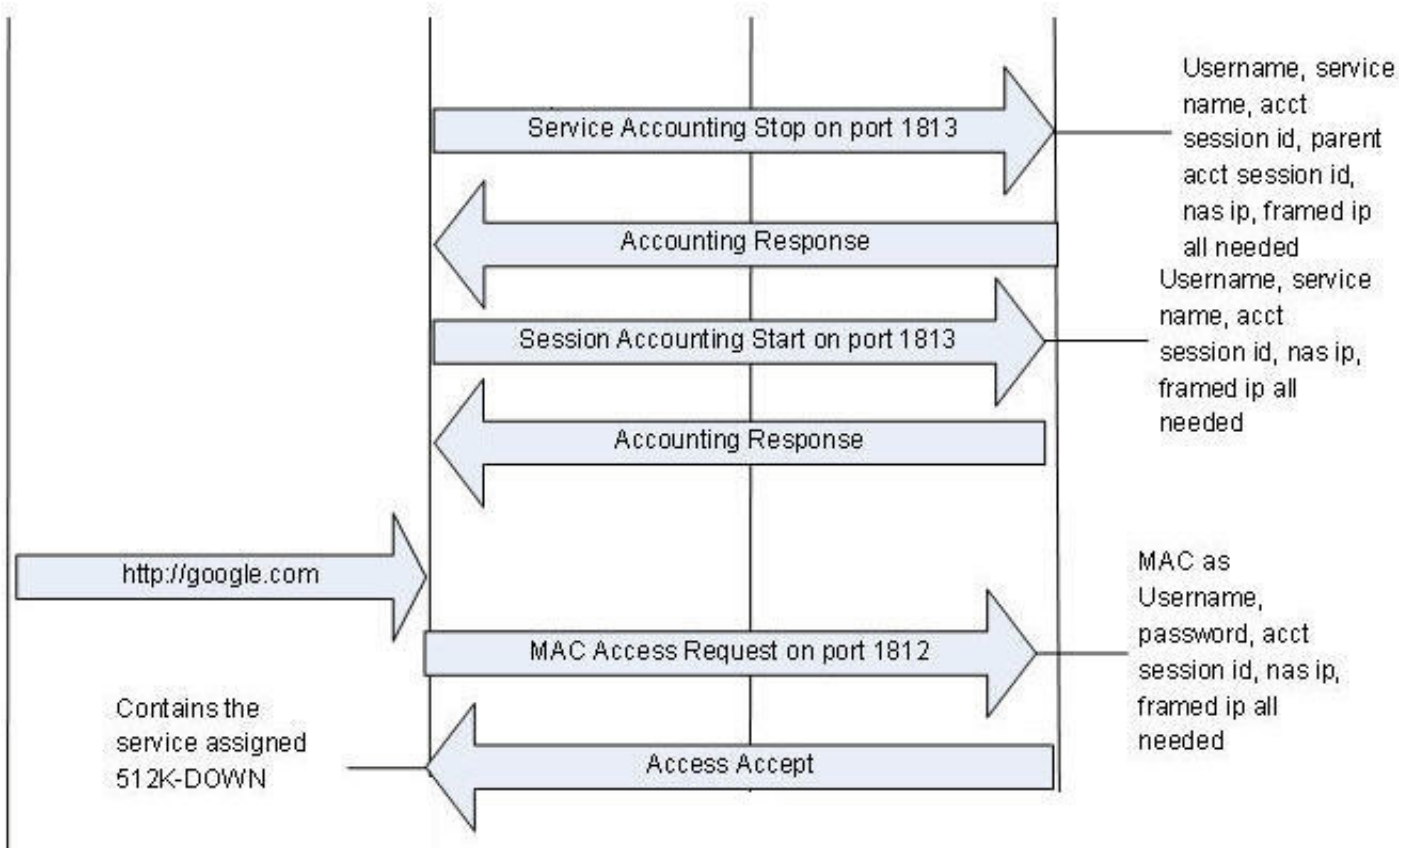 Service Accounting Stop on port 1813
Username, service
name, acct
session id, parent
acct session id,
nas ip, framed ip
all needed
Accounting Response
Session Accounting Start on port 1813
Username, service
name, acct
session id, nas ip,
framed ip all
needed
Accounting Response
http://google.com
MAC Access Request on port 1812
MAC as
Username,
password, acct
session id, nas ip,
framed ip all
needed
Contains the
service assigned
512K-DOWN
Access Accept